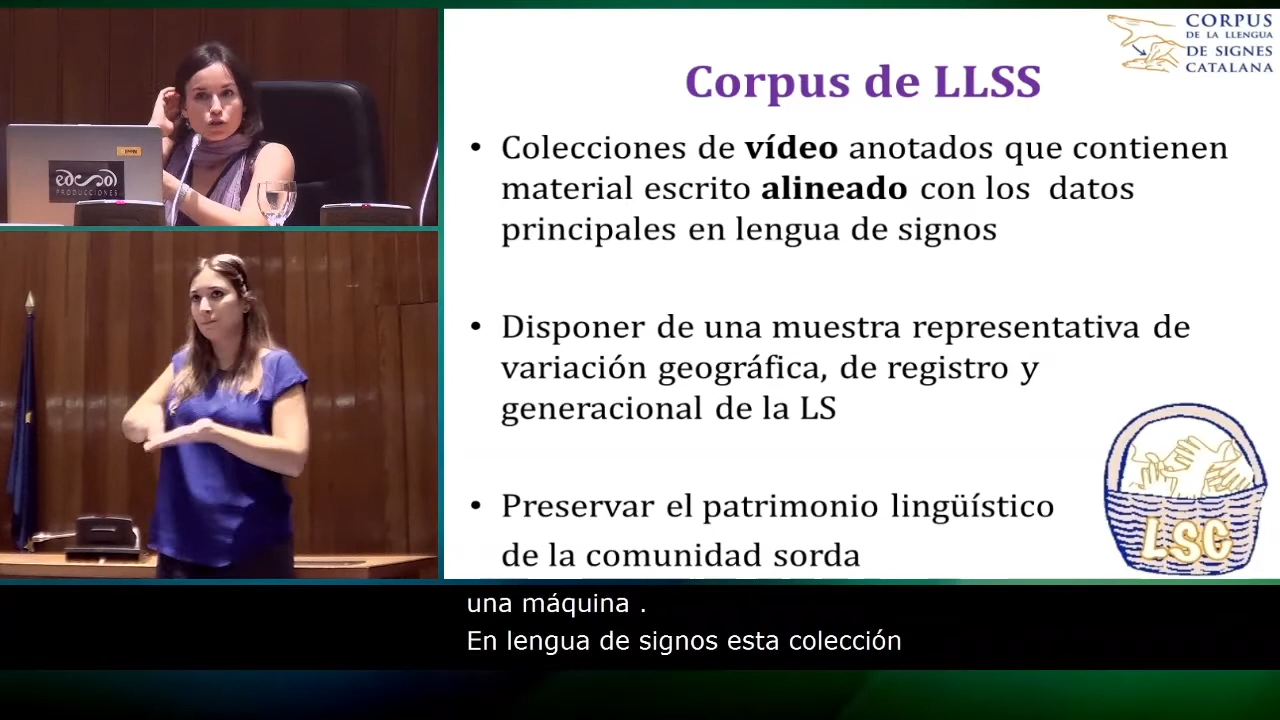 CORPUS
DE LA LLENGUA
DE SIGNES
CATALANA
Corpus de LLSS
• Colecciones de vídeo anotados que contienen
material escrito alineado con los datos
principales en lengua de signos
• Disponer de una muestra representativa de
variación geográfica, de registro y
generacional de la LS
• Preservar el patrimonio lingüístico
de la comunidad sorda
LSC
PRODUCCIONES
una máquina .
En lengua de signos esta colección